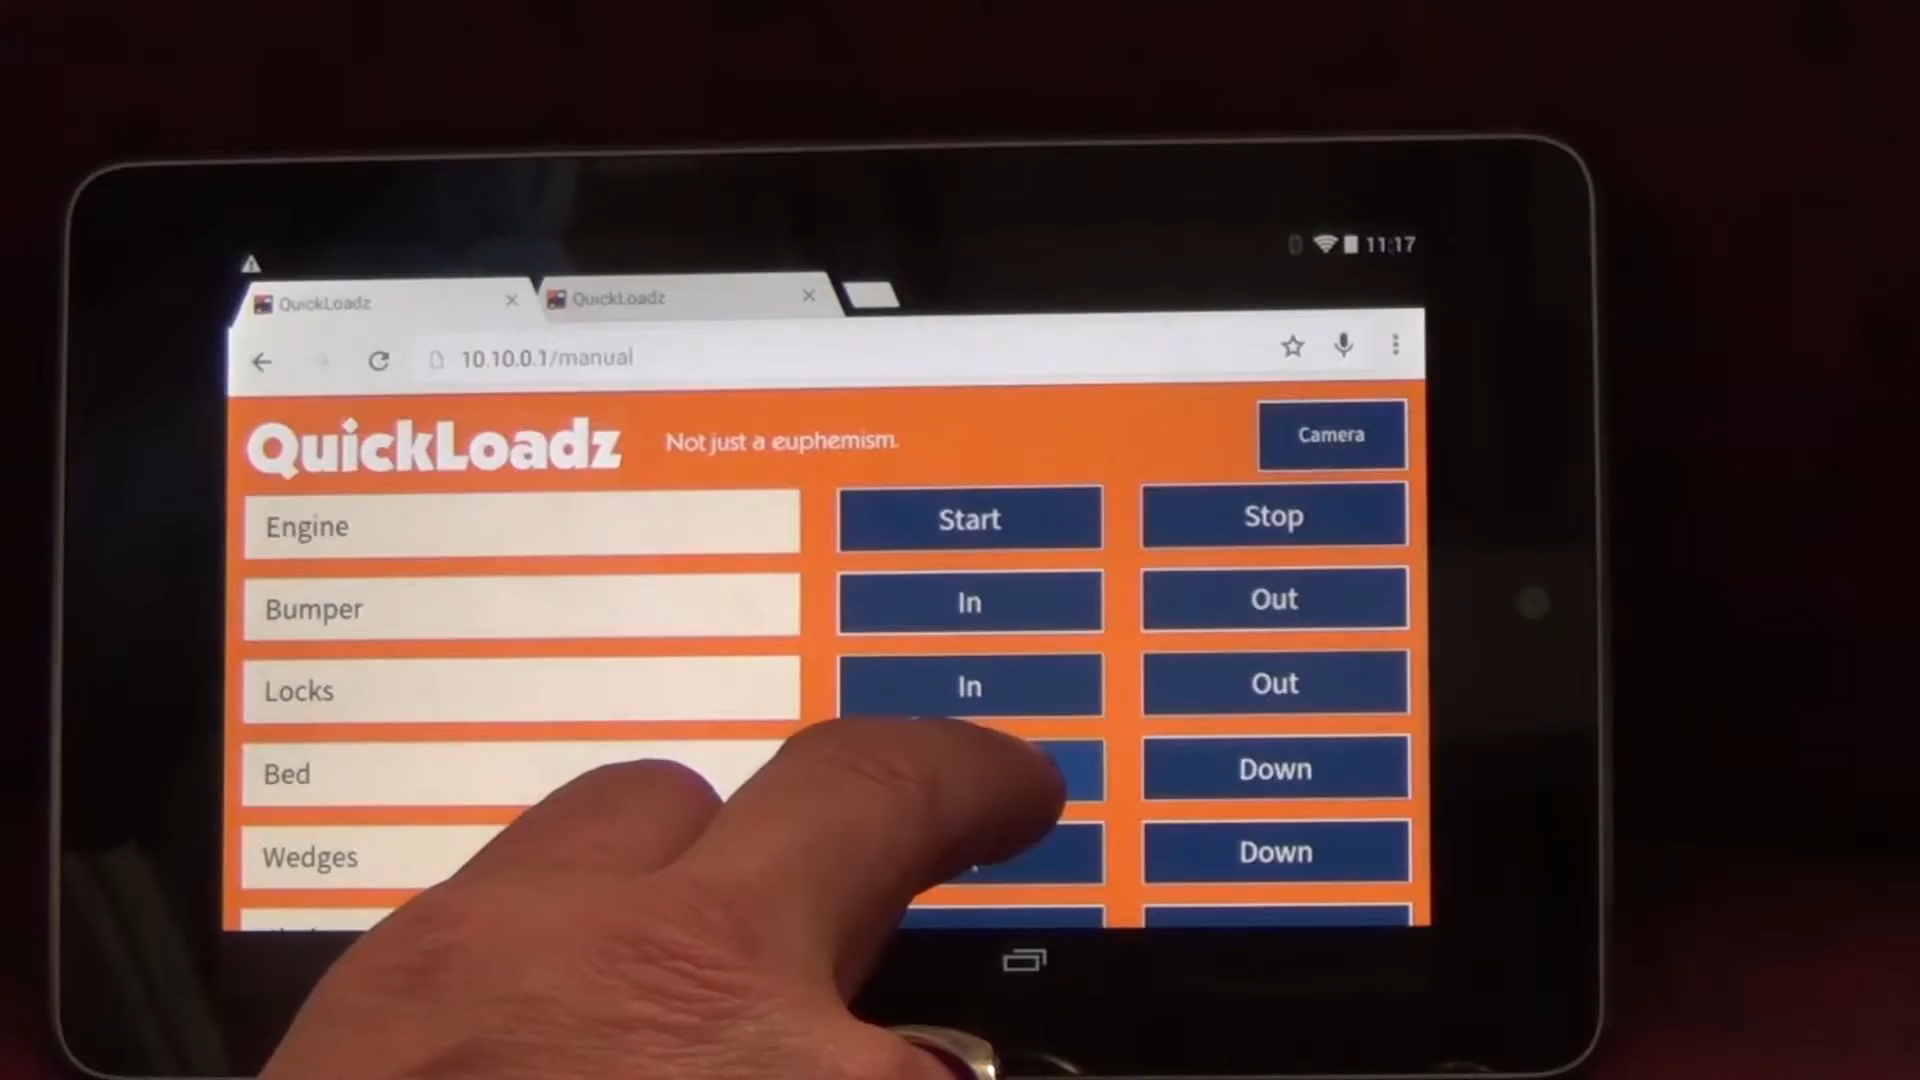 11:17
QuickLoadz QuickLoadz
10.10.0.1/manual
QuickLoadz Not just a euphemism. Camera
Engine Start Stop
Bumper In Out
Locks In Out
Bed Down
Wedges Down